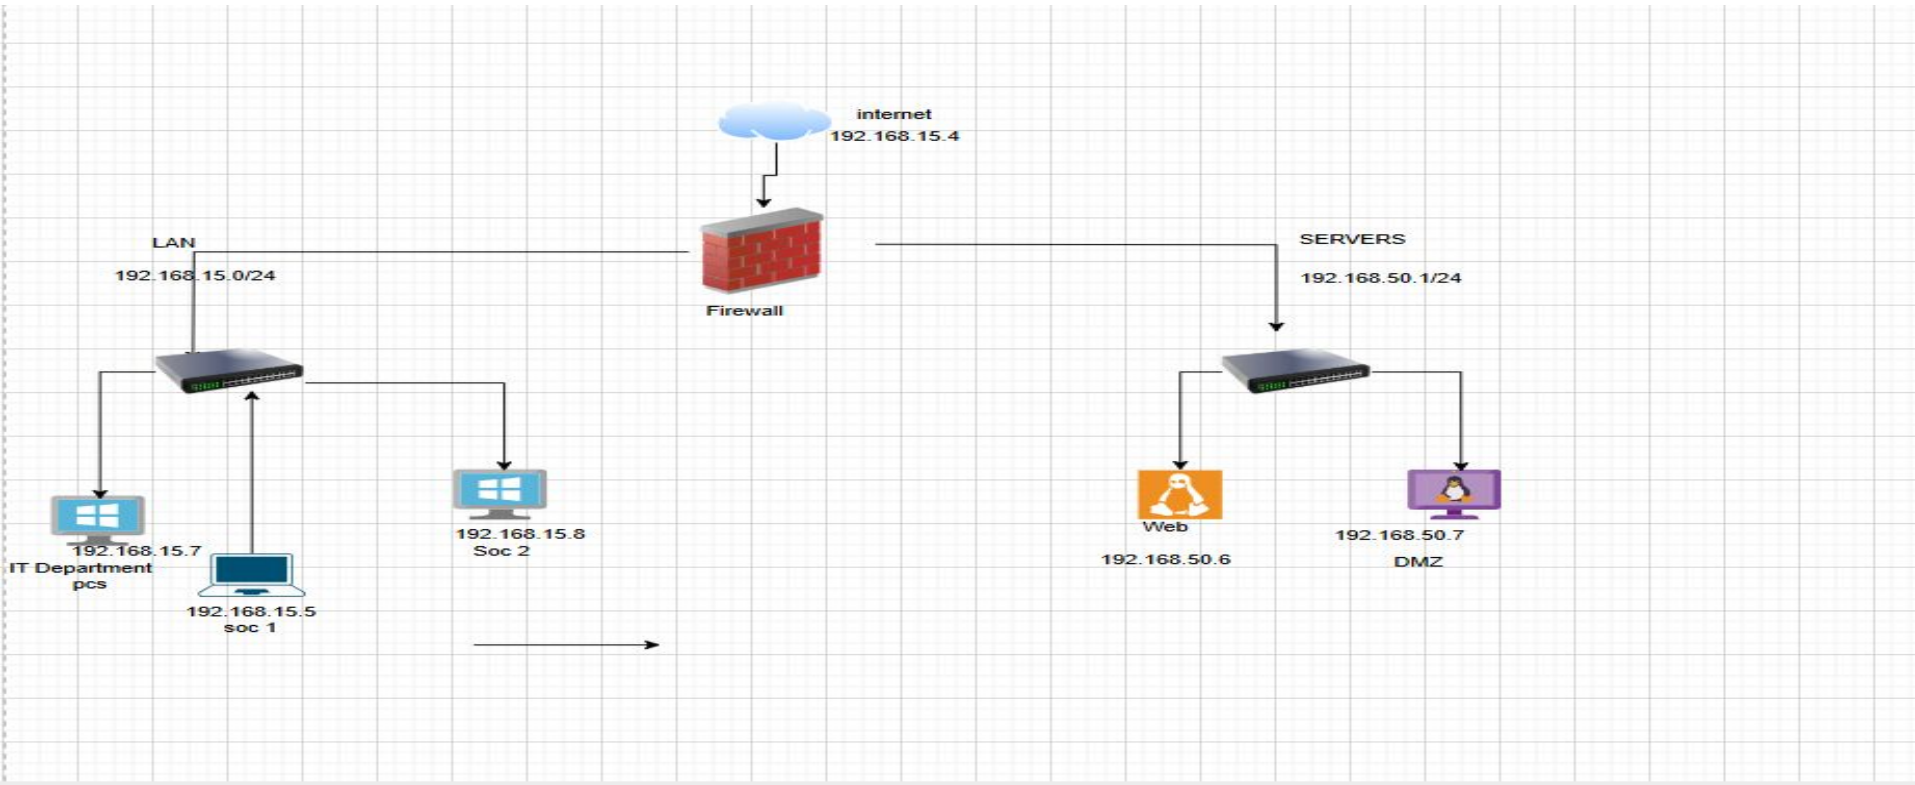 internet
192.168.15.4
LAN
192.168.15.0/24
Firewall
SERVERS
192.168.50.1/24
192.168.15.7
IT Department
pcs
192.168.15.5
soc 1
192.168.15.8
Soc 2
Web
192.168.50.6
192.168.50.7
DMZ